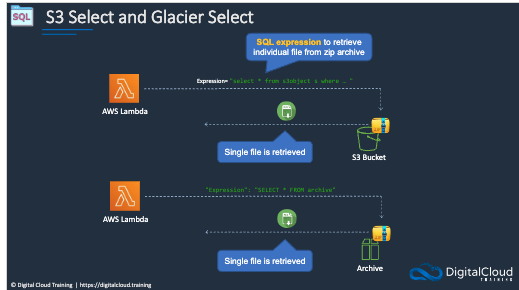 SQL
S3 Select and Glacier Select
SQL expression to retrieve
individual file from zip archive
Expression= "select * from s3object s where … "
AWS Lambda
Single file is retrieved
S3 Bucket
"Expression": "SELECT * FROM archive"
AWS Lambda
Single file is retrieved
Archive
DigitalCloud
TRAINING
© Digital Cloud Training | https://digitalcloud.training